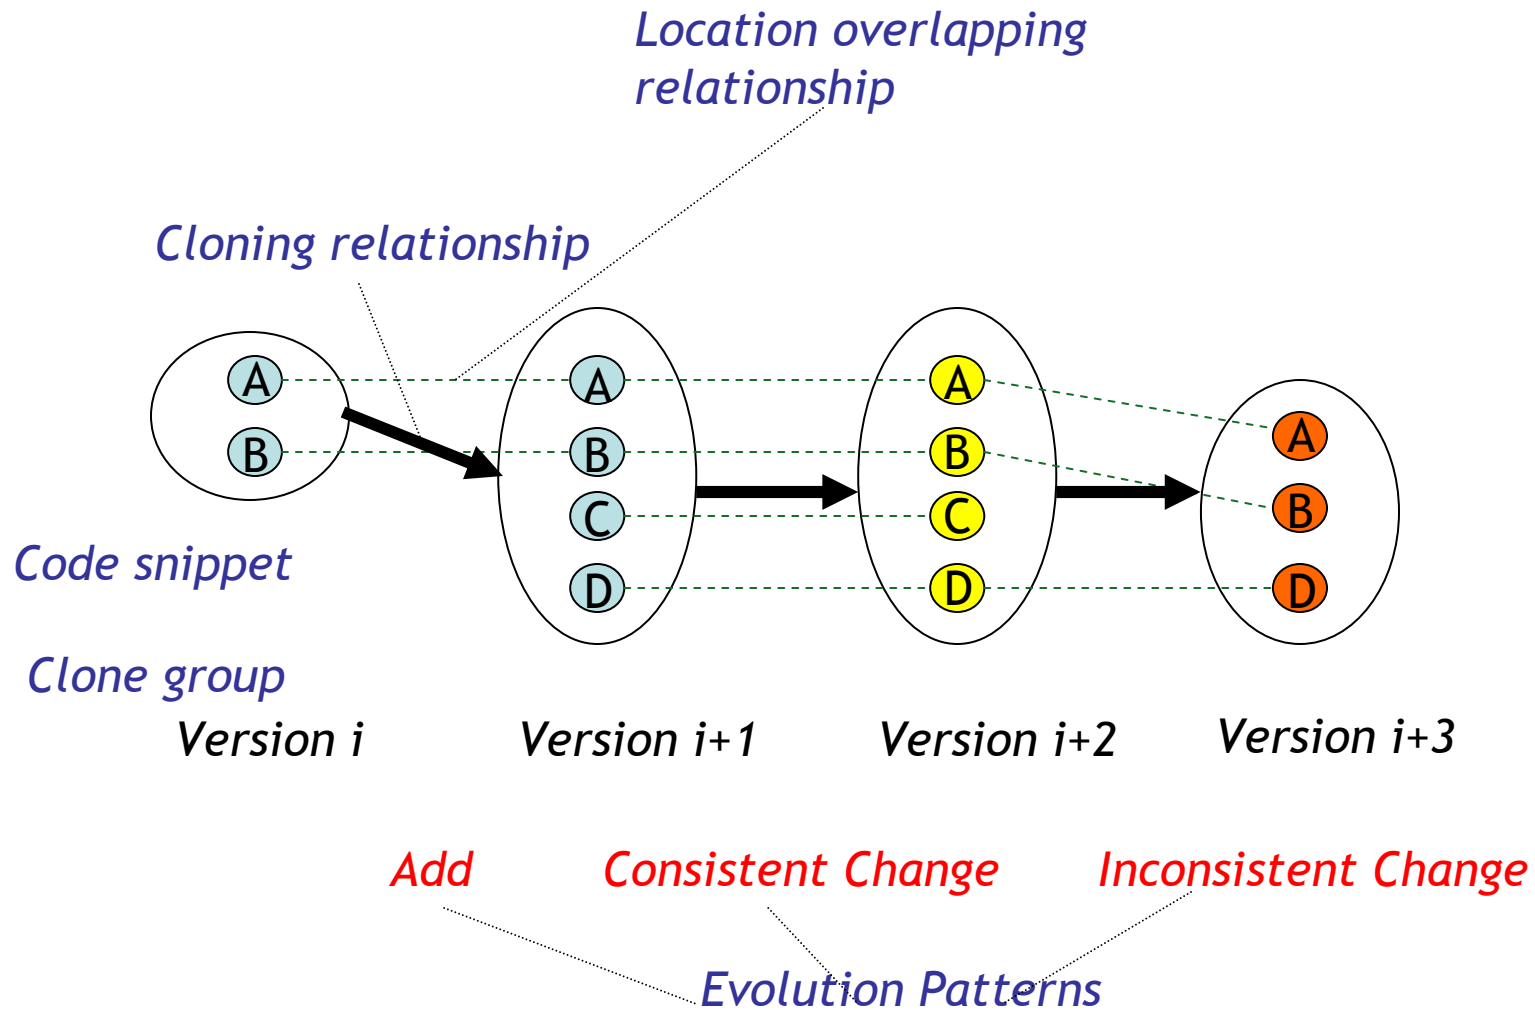 Location overlapping
relationship
Cloning relationship
A A A
A
B B B
B
C C
D D D
Code snippet
Clone group
Version i Version i+1 Version i+2 Version i+3
Add Consistent Change Inconsistent Change
Evolution Patterns